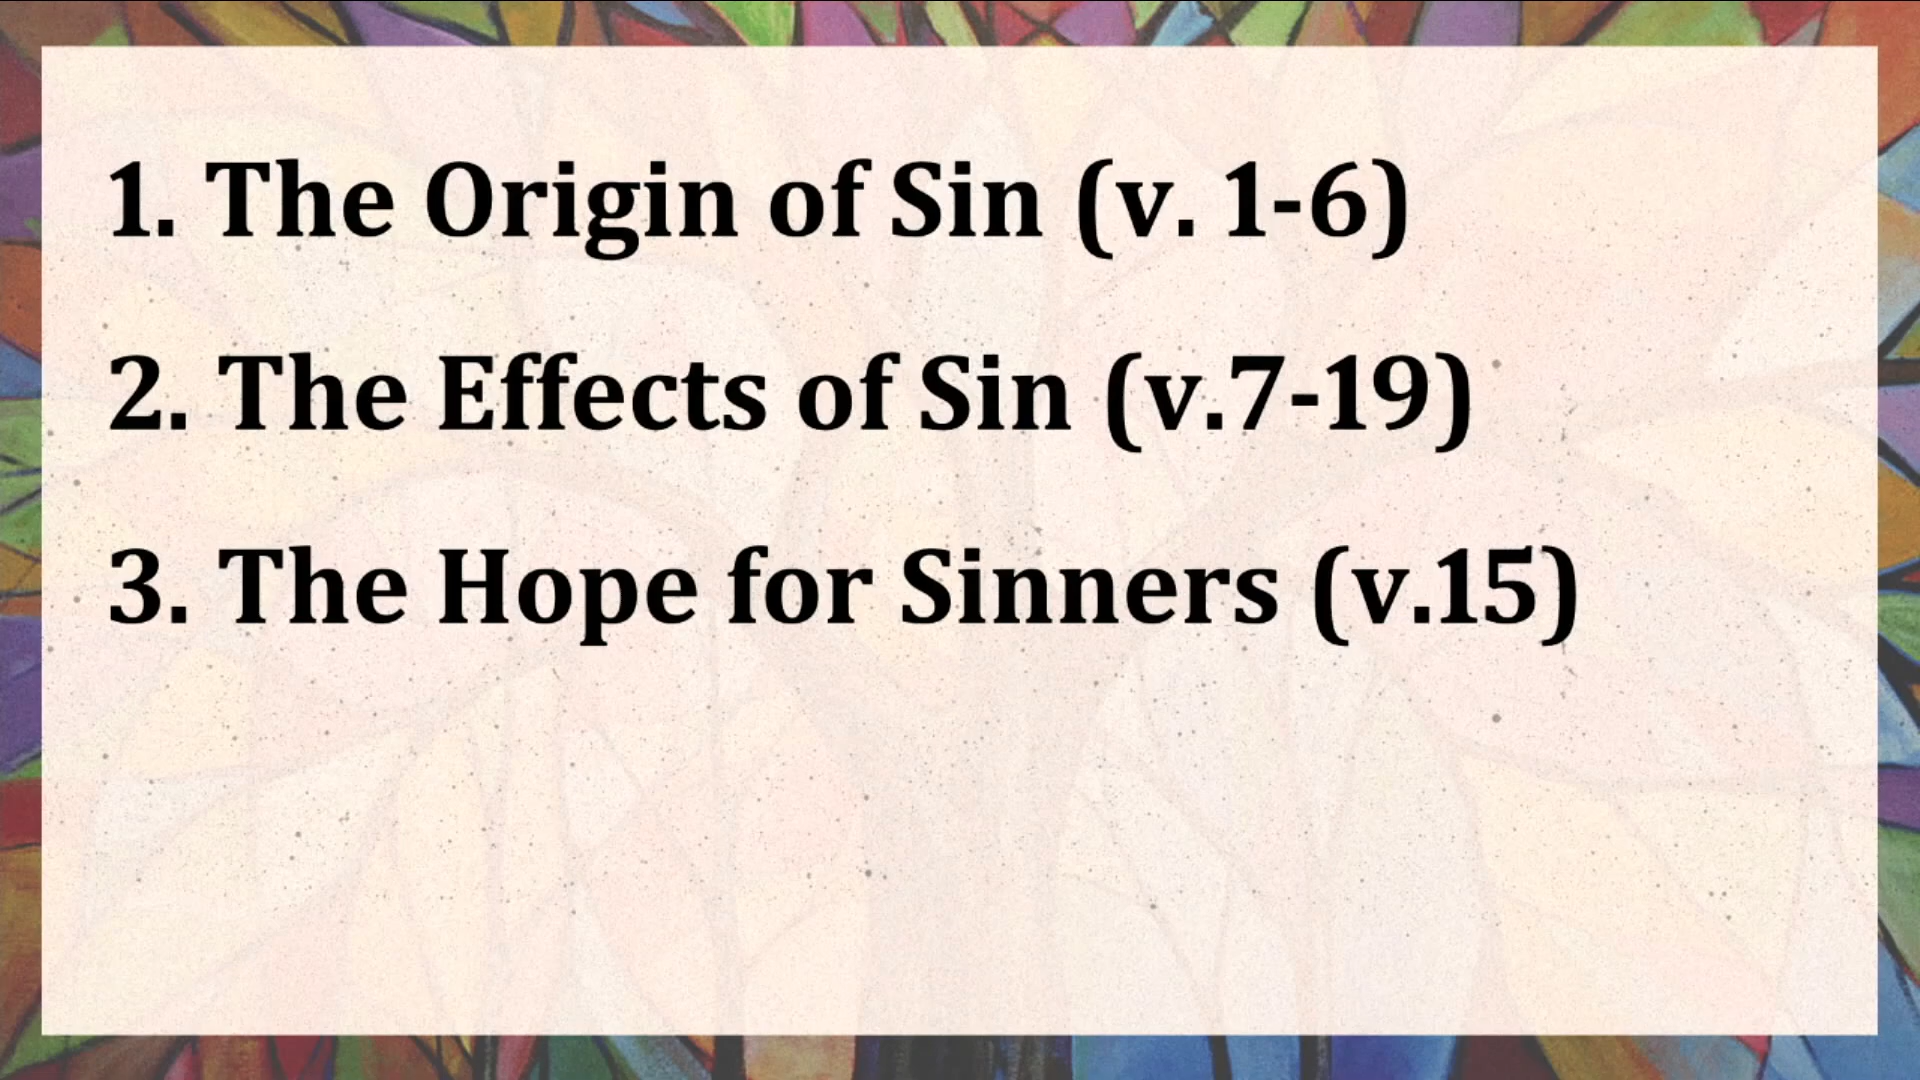 1. The Origin of Sin (v. 1-6)
2. The Effects of Sin (v.7-19)
3. The Hope for Sinners (v.15)